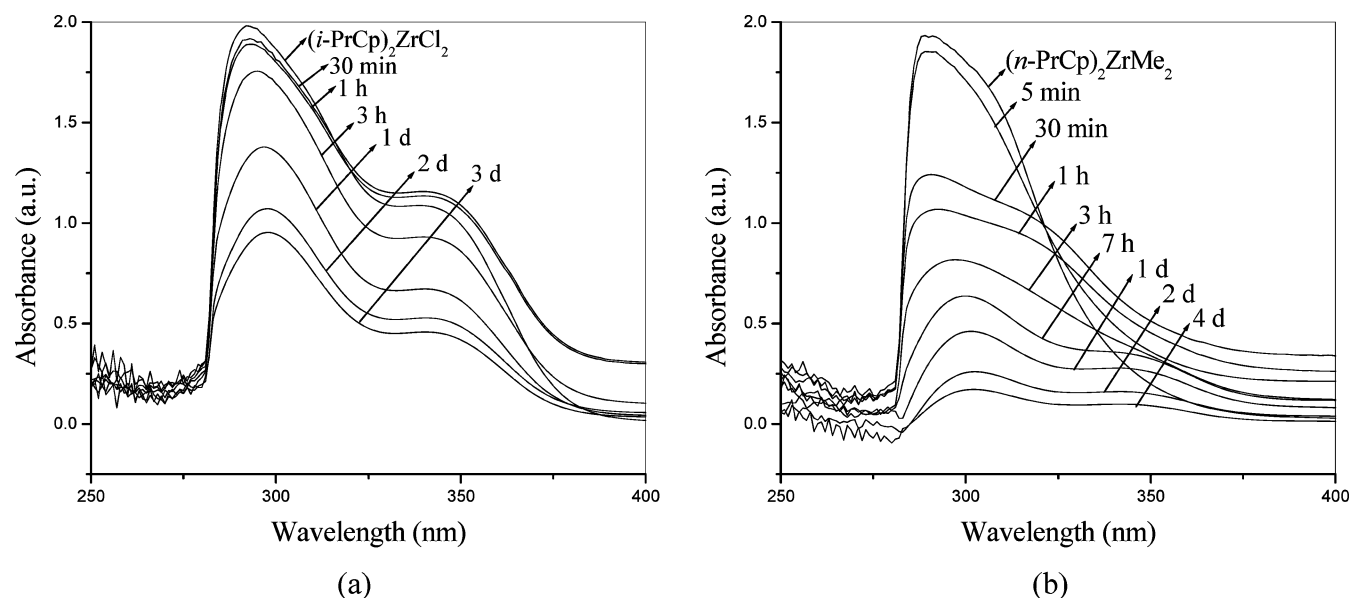 2.0
1.5
1.0
0.5
0.0
Absorbance (a.u.)
(i-PrCp)₂ZrCl₂
30 min
1 h
3 h
1 d
2 d
3 d
250
300
350
400
Wavelength (nm)
(a)
2.0
1.5
1.0
0.5
0.0
Absorbance (a.u.)
(n-PrCp)₂ZrMe₂
5 min
30 min
1 h
3 h
7 h
1 d
2 d
4 d
250
300
350
400
Wavelength (nm)
(b)